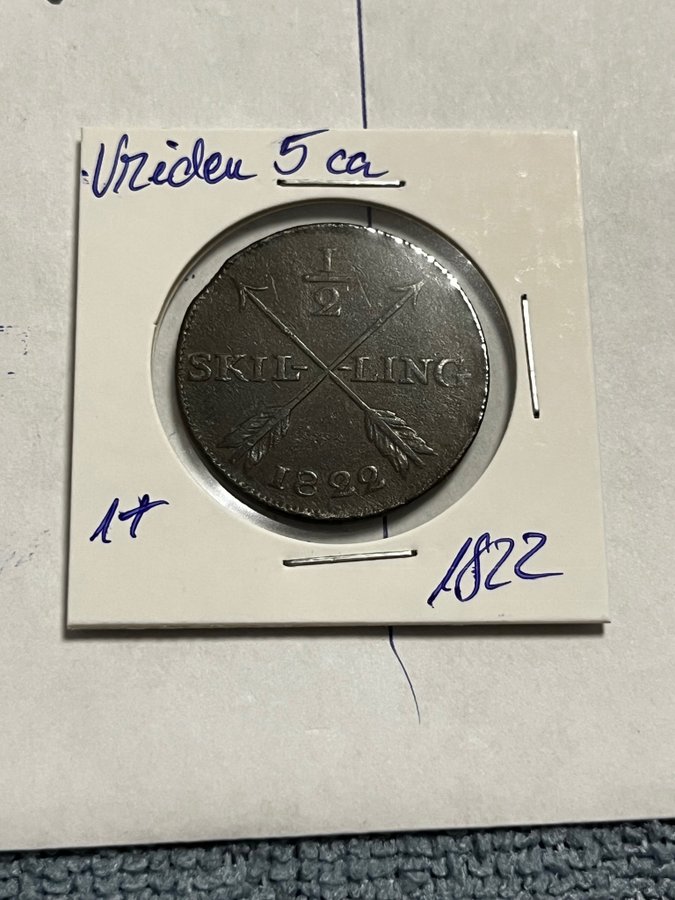 Vriden 5 ca
1
2
SKIL- -LING
1822
1+
1822